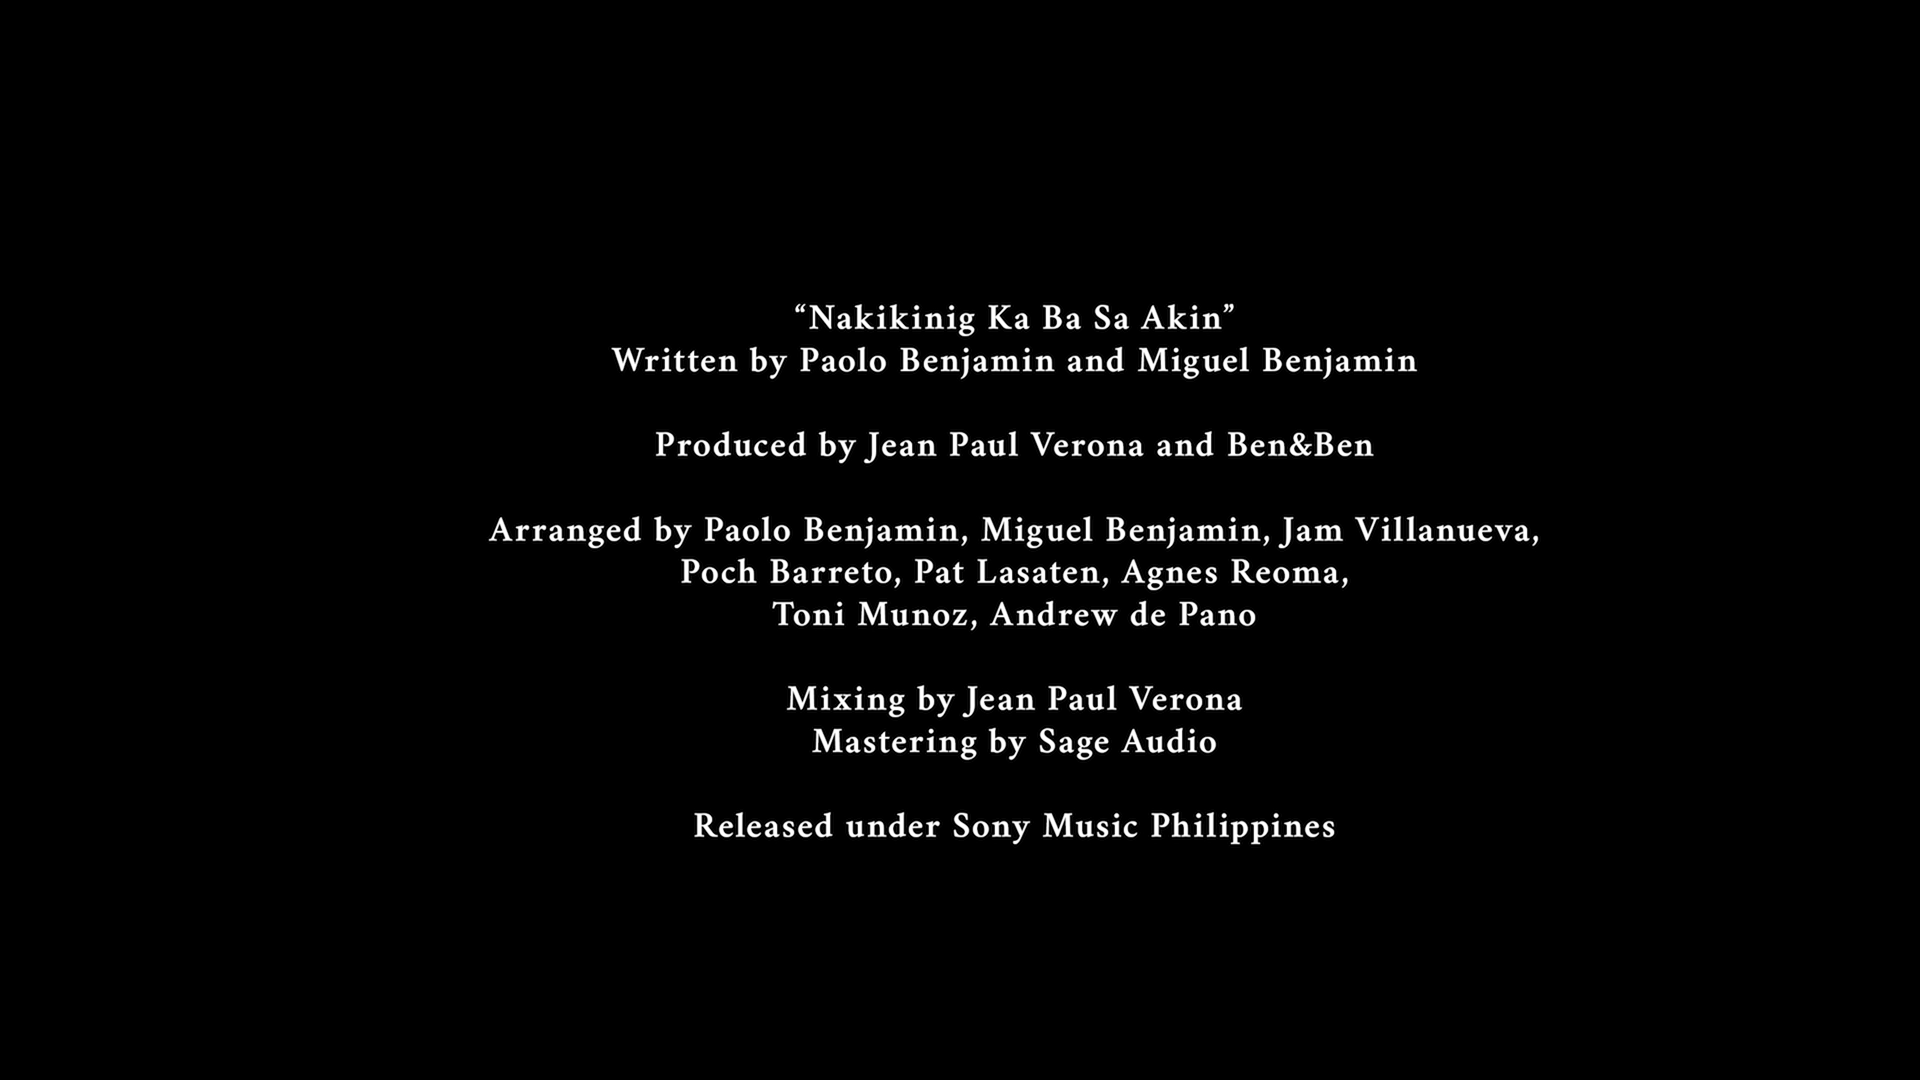 “Nakikinig Ka Ba Sa Akin”
Written by Paolo Benjamin and Miguel Benjamin
Produced by Jean Paul Verona and Ben&Ben
Arranged by Paolo Benjamin, Miguel Benjamin, Jam Villanueva,
Poch Barreto, Pat Lasaten, Agnes Reoma,
Toni Munoz, Andrew de Pano
Mixing by Jean Paul Verona
Mastering by Sage Audio
Released under Sony Music Philippines